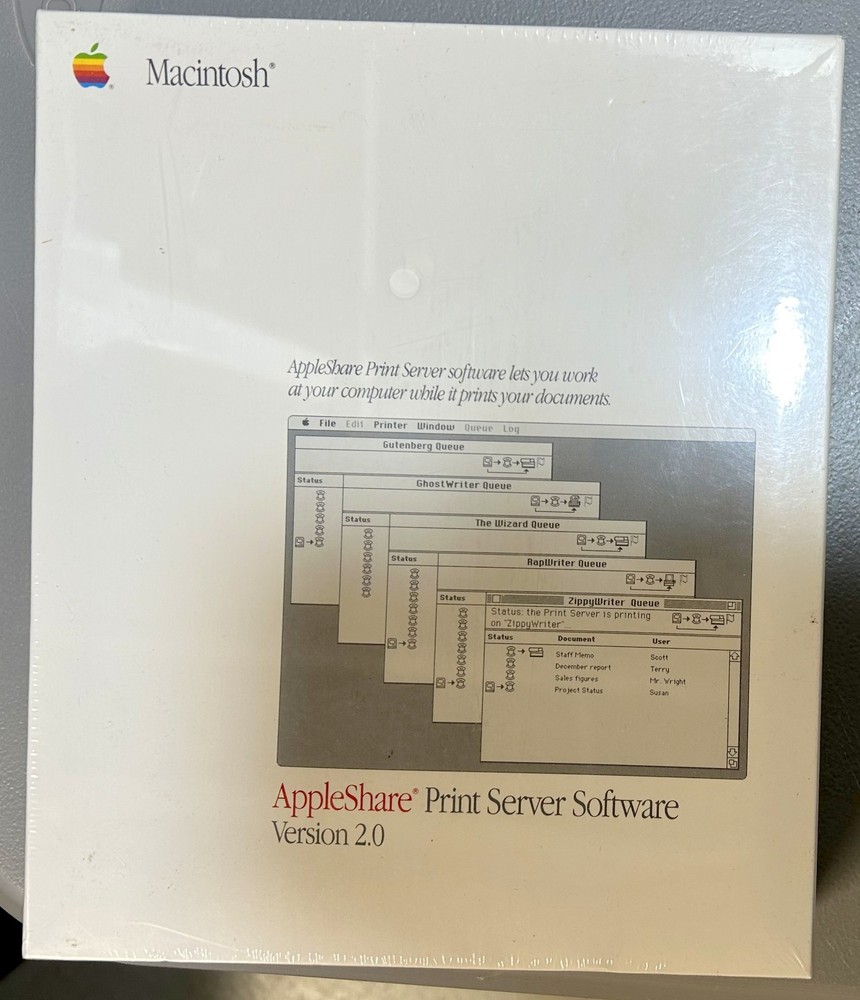 Macintosh®
AppleShare Print Server software lets you work
at your computer while it prints your documents.
File Edit Printer Window Queue Log
Gutenberg Queue
Status
GhostWriter Queue
Status
The Wizard Queue
Status
RapWriter Queue
Status
ZippyWriter Queue
Status: the Print Server is printing
on "ZippyWriter"...
Status Document User
Staff Memo Scott
December report Terry
Sales figures Mr. Wright
Project Status Susan
AppleShare® Print Server Software
Version 2.0